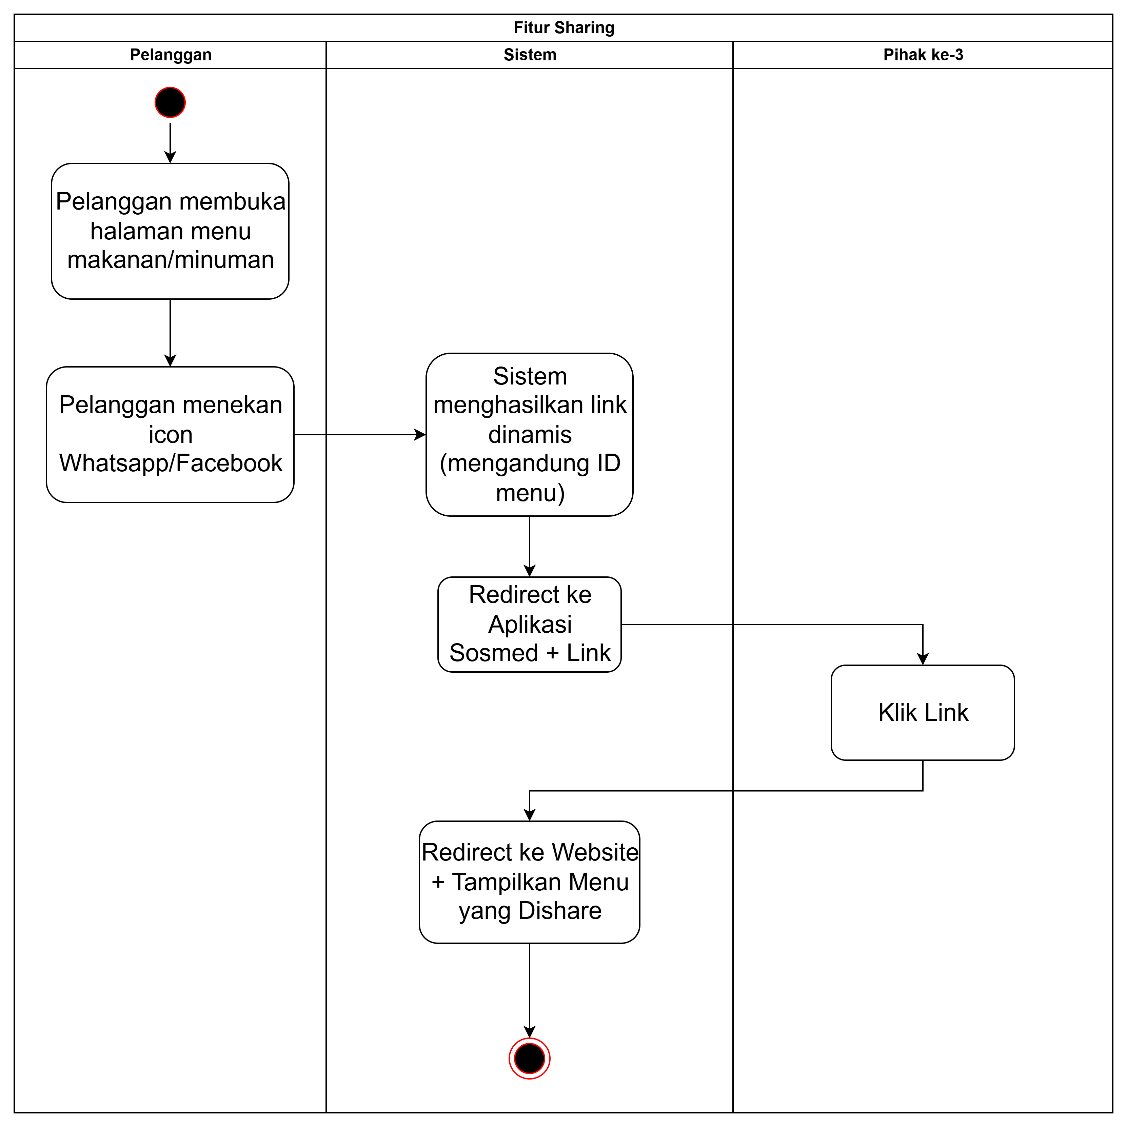 Fitur Sharing
Pelanggan
Sistem
Pihak ke-3
Pelanggan membuka
halaman menu
makanan/minuman
Pelanggan menekan
icon
Whatsapp/Facebook
Sistem
menghasilkan link
dinamis
(mengandung ID
menu)
Redirect ke
Aplikasi
Sosmed + Link
Klik Link
Redirect ke Website
+ Tampilkan Menu
yang Dishare